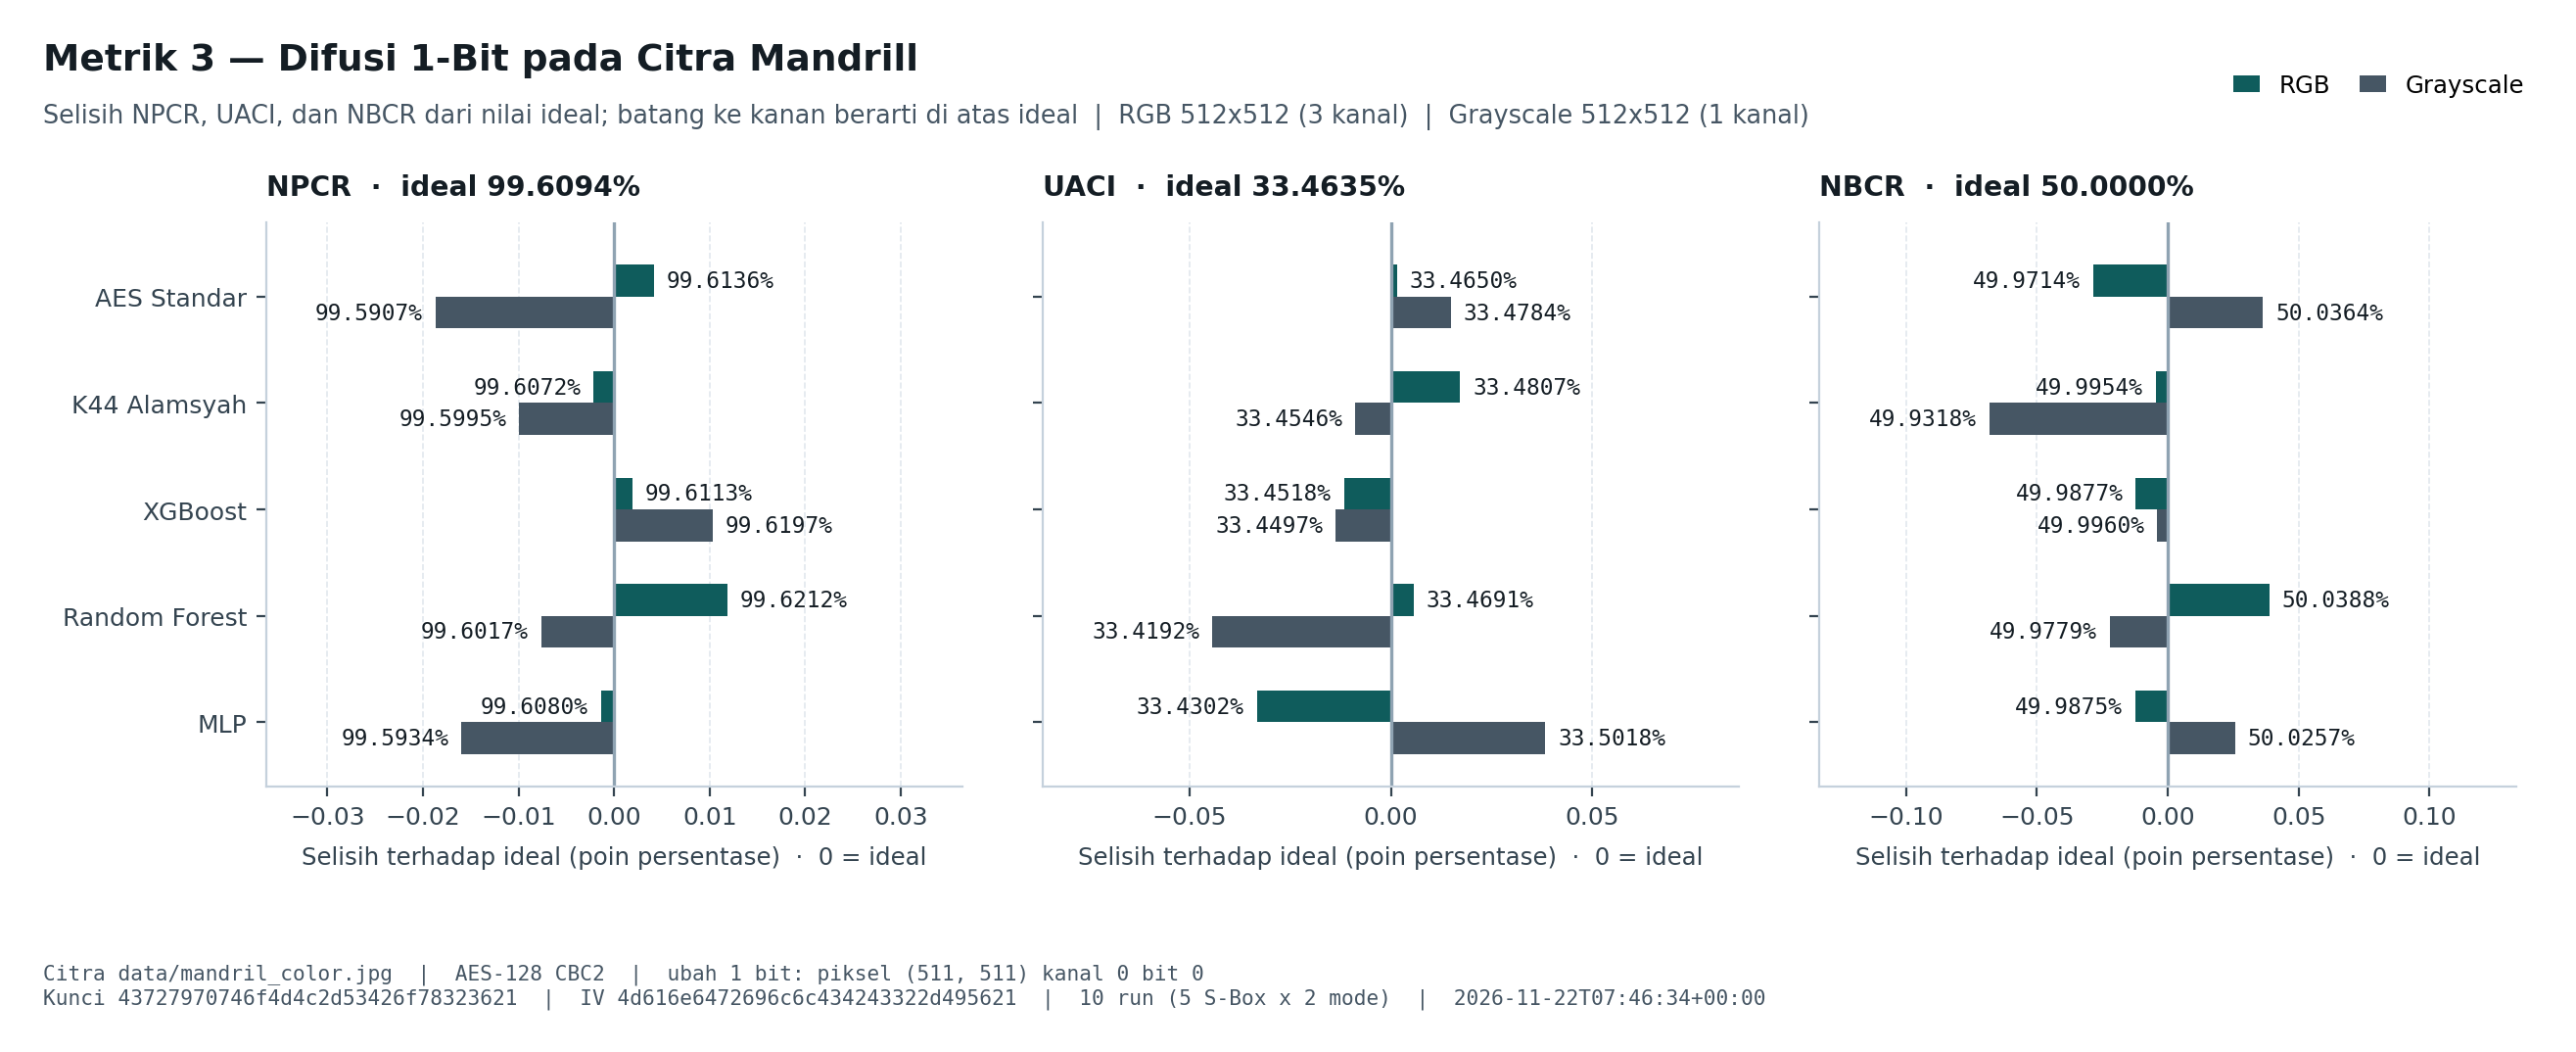 Metrik 3 — Difusi 1-Bit pada Citra Mandrill
Selisih NPCR, UACI, dan NBCR dari nilai ideal; batang ke kanan berarti di atas ideal | RGB 512x512 (3 kanal) | Grayscale 512x512 (1 kanal)
RGB
Grayscale
NPCR · ideal 99.6094%
AES Standar
K44 Alamsyah
XGBoost
Random Forest
MLP
99.6136%
99.5907%
99.6072%
99.5995%
99.6113%
99.6197%
99.6212%
99.6017%
99.6080%
99.5934%
−0.03 −0.02 −0.01 0.00 0.01 0.02 0.03
Selisih terhadap ideal (poin persentase) · 0 = ideal
UACI · ideal 33.4635%
33.4650%
33.4784%
33.4807%
33.4546%
33.4518%
33.4497%
33.4691%
33.4192%
33.4302%
33.5018%
−0.05 0.00 0.05
Selisih terhadap ideal (poin persentase) · 0 = ideal
NBCR · ideal 50.0000%
49.9714%
50.0364%
49.9954%
49.9318%
49.9877%
49.9960%
50.0388%
49.9779%
49.9875%
50.0257%
−0.10 −0.05 0.00 0.05 0.10
Selisih terhadap ideal (poin persentase) · 0 = ideal
Citra data/mandril_color.jpg | AES-128 CBC2 | ubah 1 bit: piksel (511, 511) kanal 0 bit 0
Kunci 43727970746f4d4c2d53426f78323621 | IV 4d616e6472696c6c434243322d495621 | 10 run (5 S-Box x 2 mode) | 2026-11-22T07:46:34+00:00